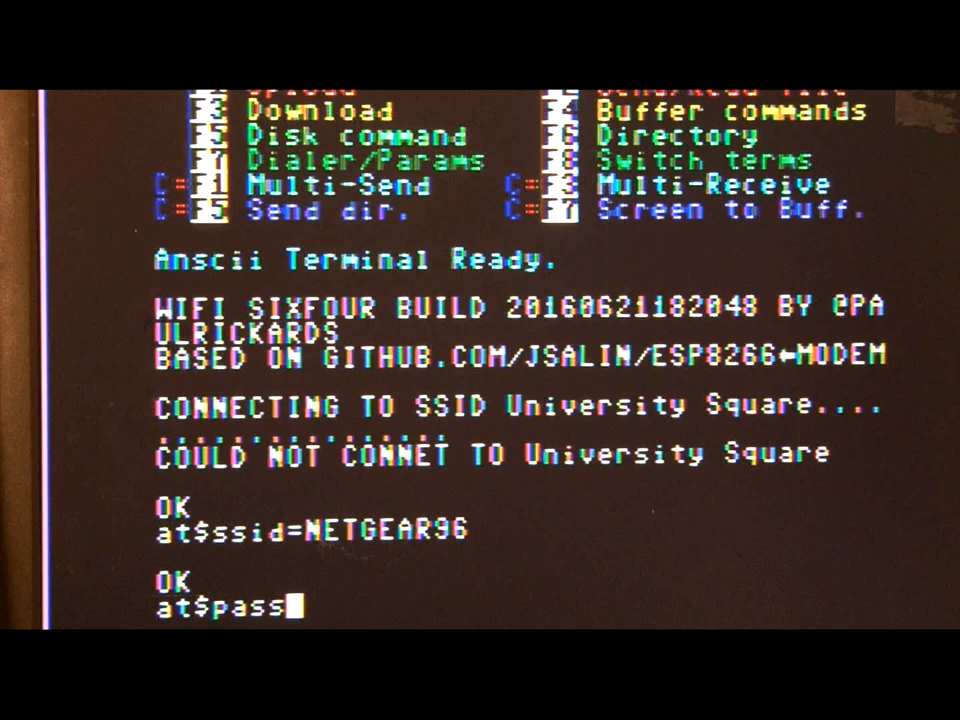 F3 Download F4 Buffer commands
F5 Disk command F6 Directory
F7 Dialer/Params F8 Switch terms
C=F1 Multi-Send C=F3 Multi-Receive
C=F5 Send dir. C=F7 Screen to Buff.
Anscii Terminal Ready.
WIFI SIXFOUR BUILD 20160621182048 BY @PA
ULRICKARDS
BASED ON GITHUB.COM/JSALIN/ESP8266←MODEM
CONNECTING TO SSID University Square....
................
COULD NOT CONNET TO University Square
OK
at$ssid=NETGEAR96
OK
at$pass